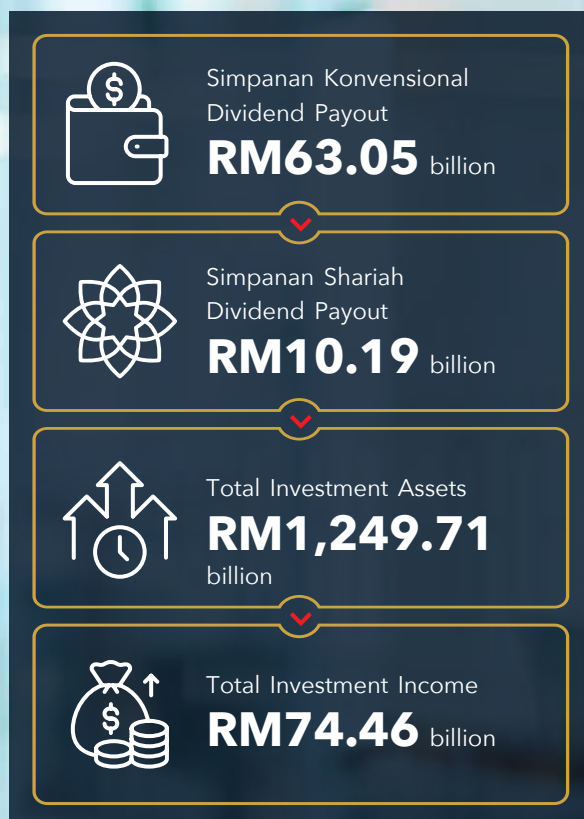 $
Simpanan Konvensional
Dividend Payout
RM63.05 billion
Simpanan Shariah
Dividend Payout
RM10.19 billion
Total Investment Assets
RM1,249.71
billion
$
Total Investment Income
RM74.46 billion